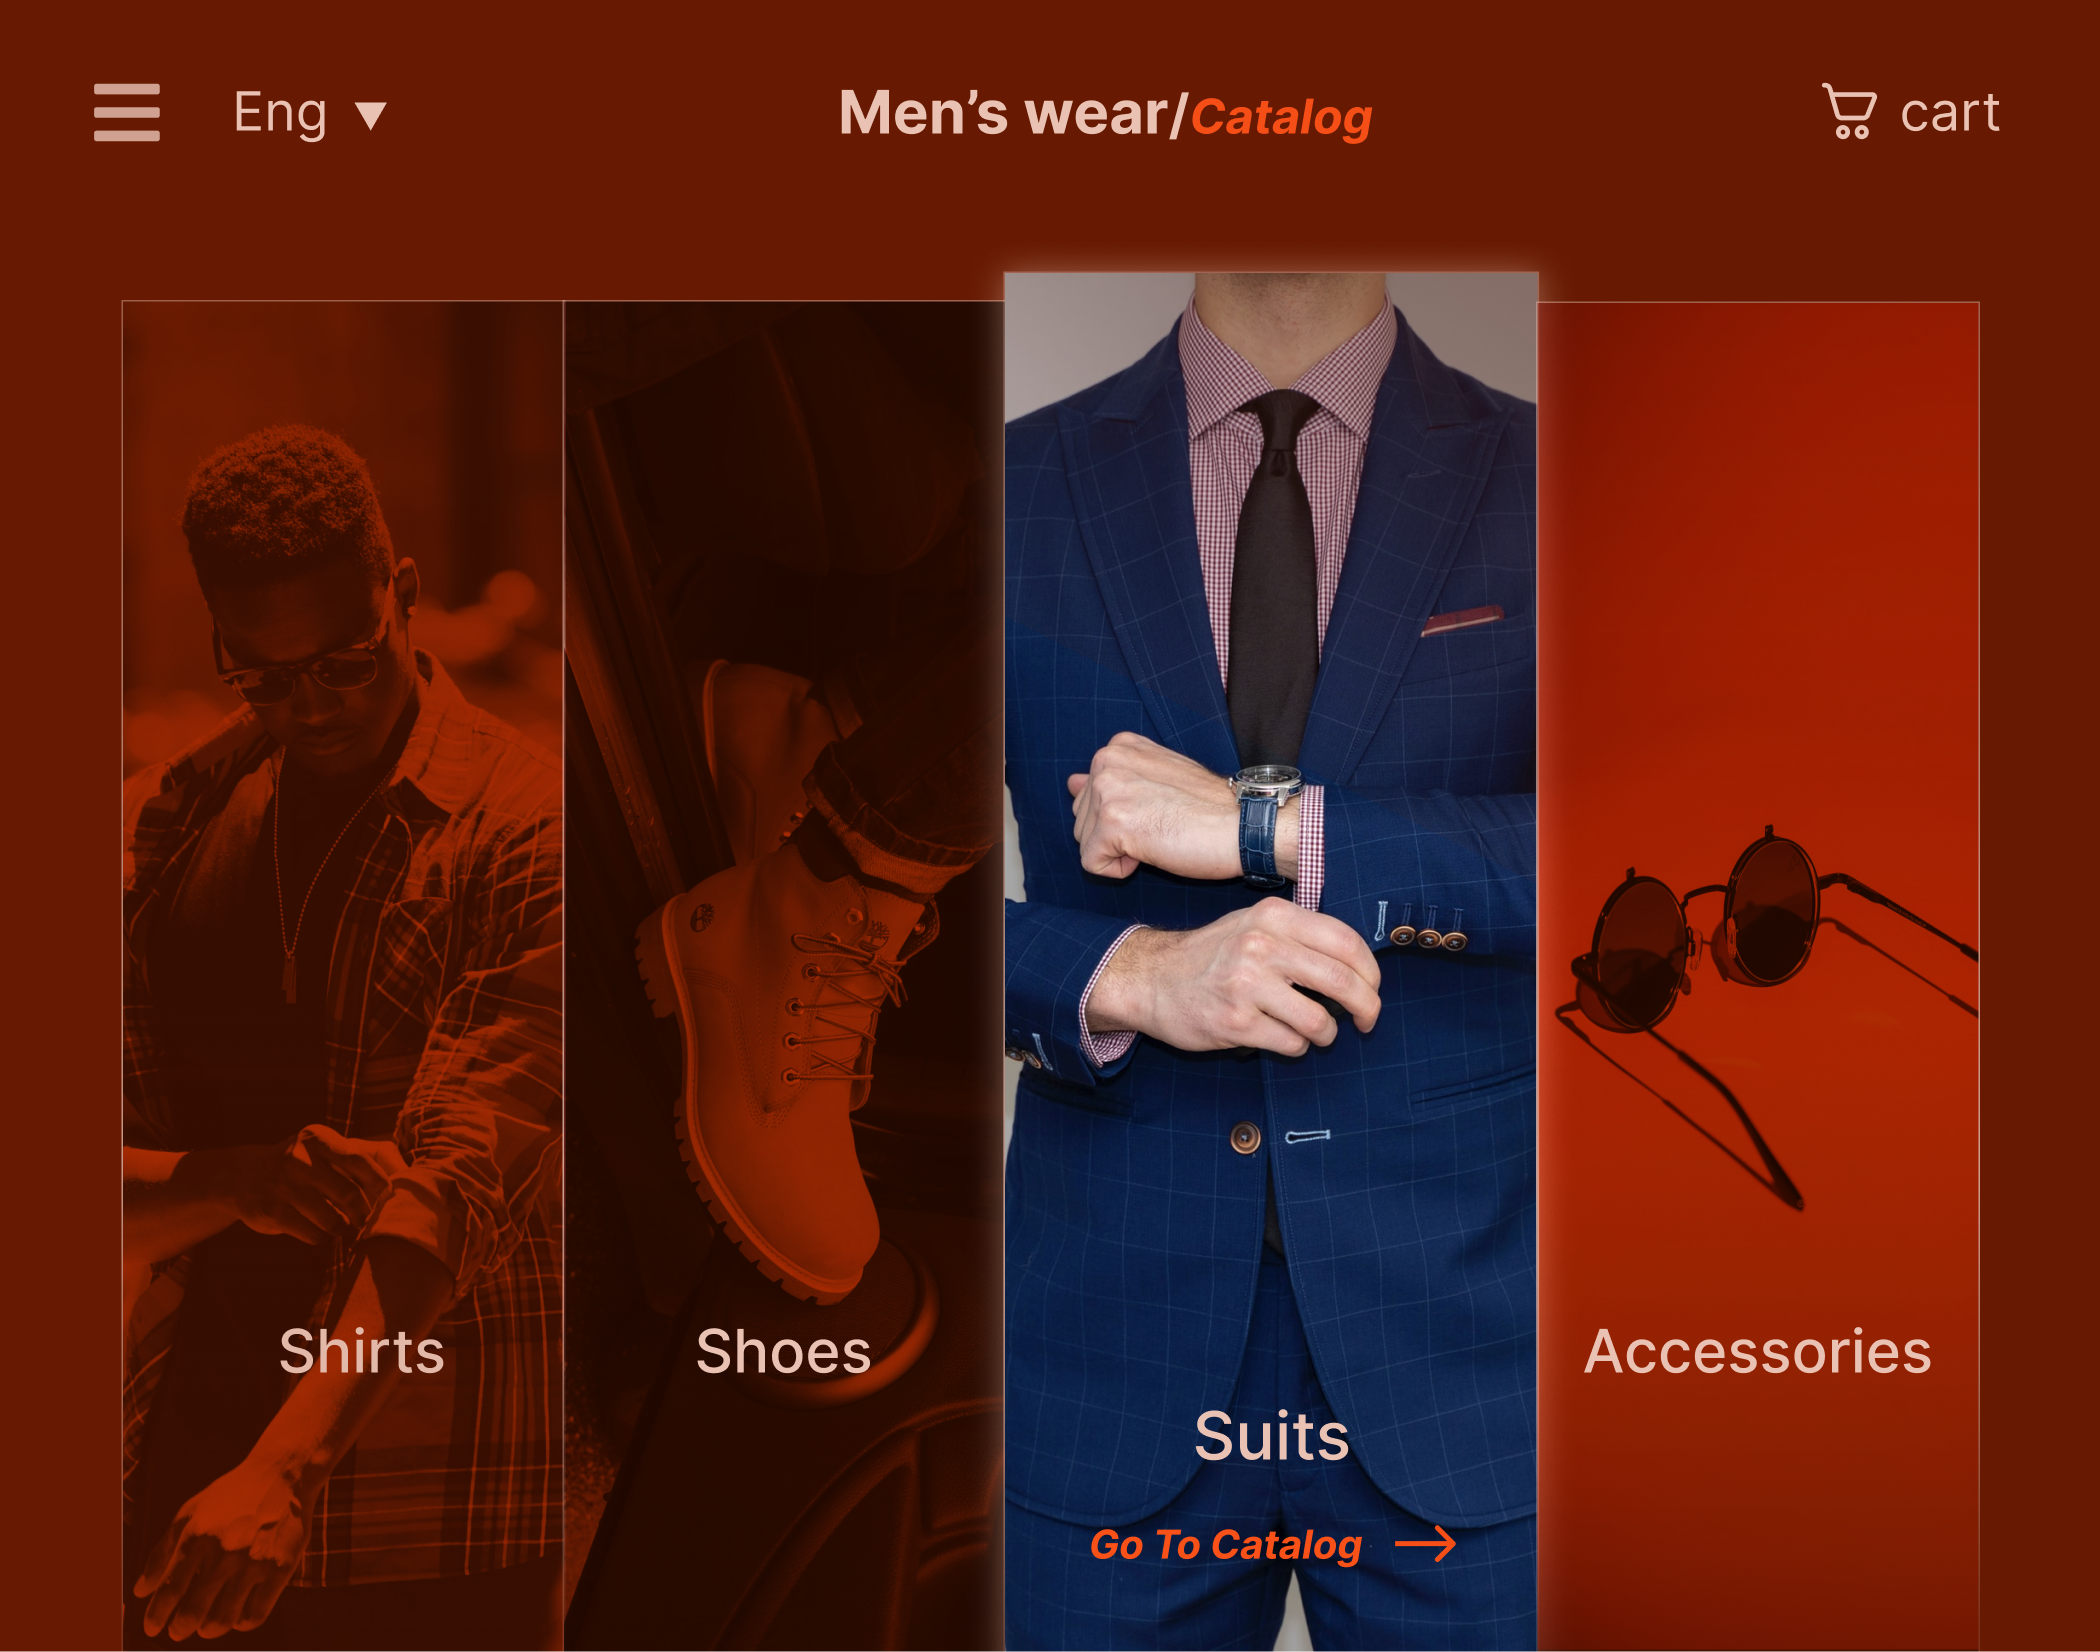 Eng ▼
Men’s wear/Catalog
cart
Shirts
Shoes
Suits
Go To Catalog →
Accessories